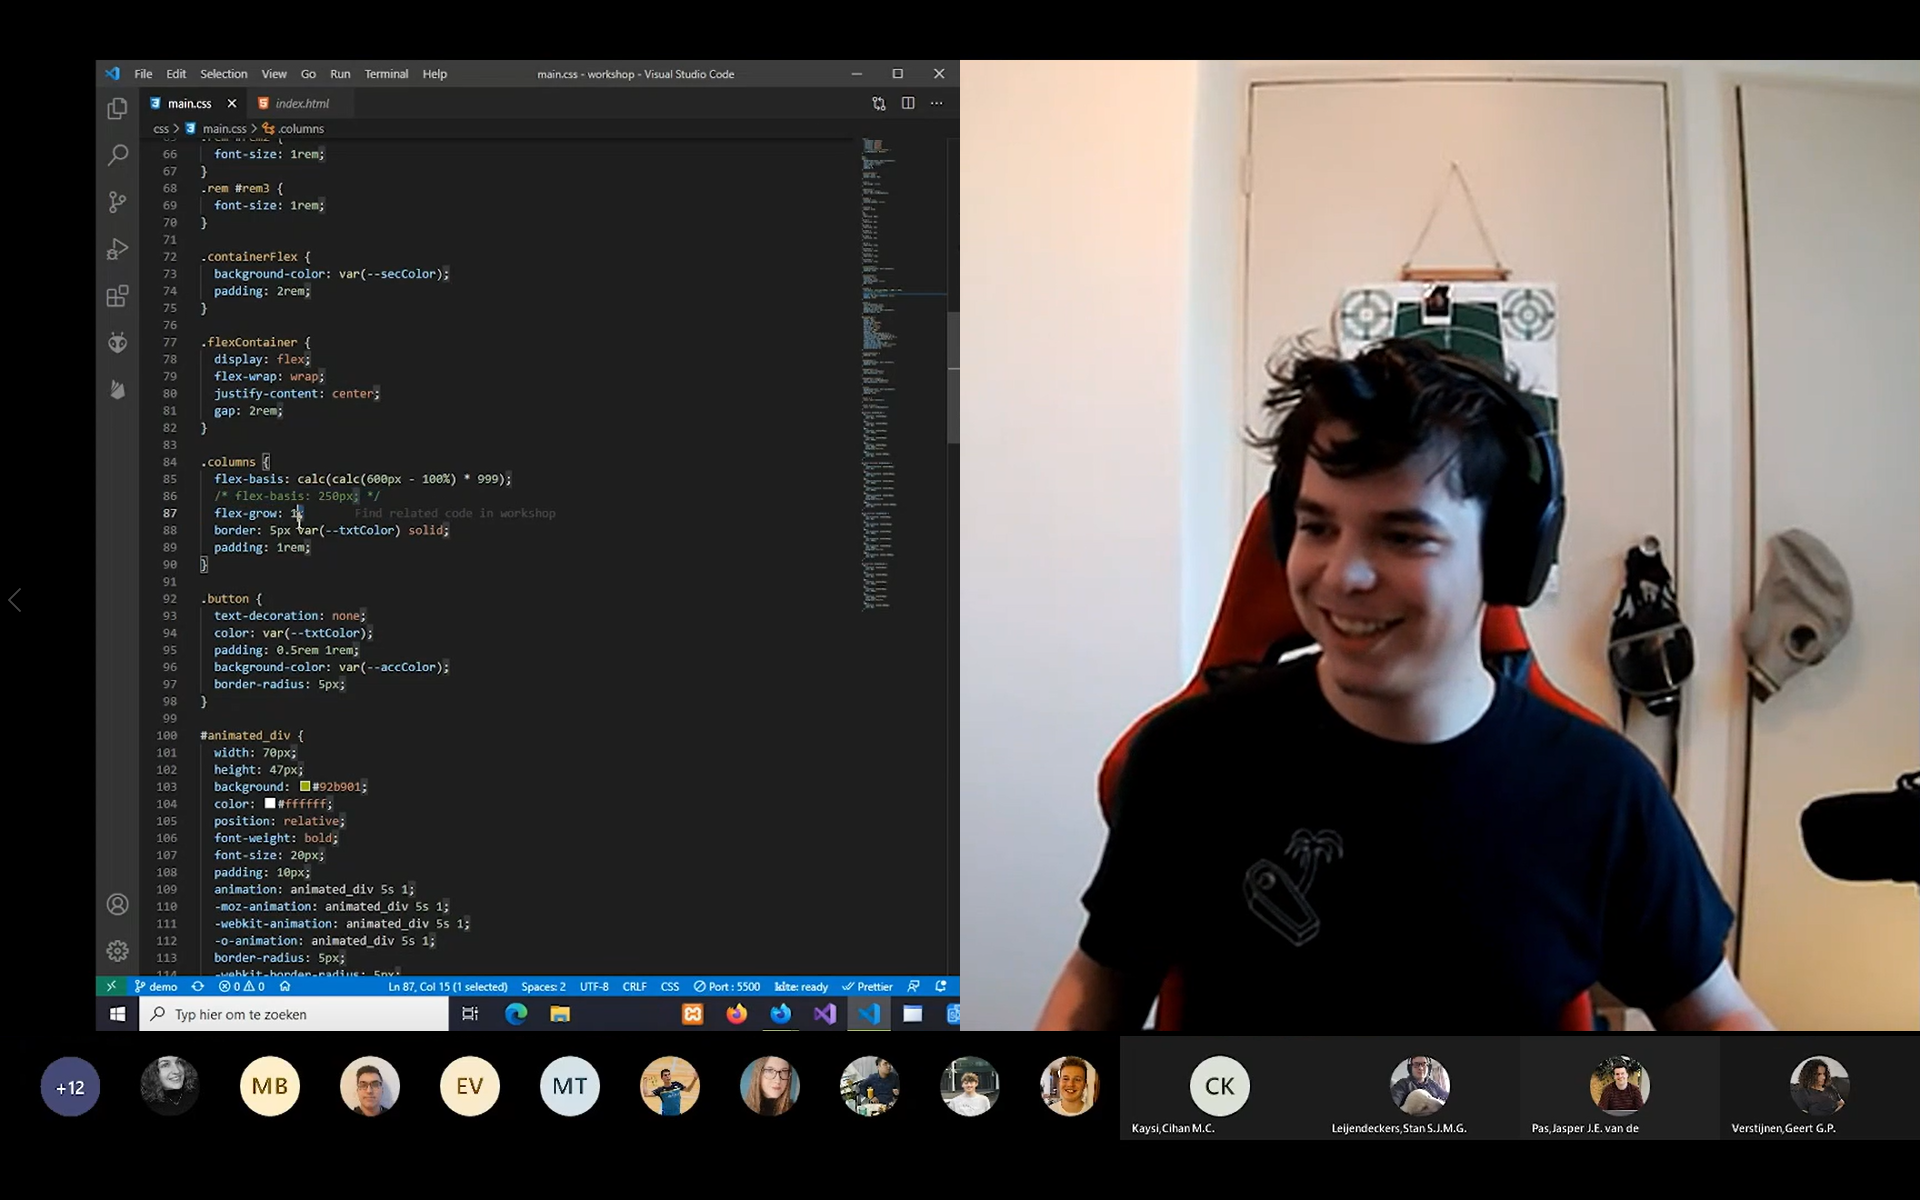 File Edit Selection View Go Run Terminal Help main.css - workshop - Visual Studio Code
main.css index.html
css > main.css > .columns
66 font-size: 1rem;
67 }
68 .rem #rem3 {
69 font-size: 1rem;
70 }
71
72 .containerFlex {
73 background-color: var(--secColor);
74 padding: 2rem;
75 }
76
77 .flexContainer {
78 display: flex;
79 flex-wrap: wrap;
80 justify-content: center;
81 gap: 2rem;
82 }
83
84 .columns {
85 flex-basis: calc(calc(600px - 100%) * 999);
86 /* flex-basis: 250px; */
87 flex-grow: 1; Find related code in workshop
88 border: 5px var(--txtColor) solid;
89 padding: 1rem;
90 }
91
92 .button {
93 text-decoration: none;
94 color: var(--txtColor);
95 padding: 0.5rem 1rem;
96 background-color: var(--accColor);
97 border-radius: 5px;
98 }
99
100 #animated_div {
101 width: 70px;
102 height: 47px;
103 background: #92b901;
104 color: #ffffff;
105 position: relative;
106 font-weight: bold;
107 font-size: 20px;
108 padding: 10px;
109 animation: animated_div 5s 1;
110 -moz-animation: animated_div 5s 1;
111 -webkit-animation: animated_div 5s 1;
112 -o-animation: animated_div 5s 1;
113 border-radius: 5px;
114 -webkit-border-radius: 5px;
demo 0 0 Ln 87, Col 15 (1 selected) Spaces: 2 UTF-8 CRLF CSS Port : 5500 kite: ready Prettier
Typ hier om te zoeken
+12 MB EV MT CK
Kaysi,Cihan M.C. Leijendeckers,Stan S.J.M.G. Pas,Jasper J.E. van de Verstijnen,Geert G.P.